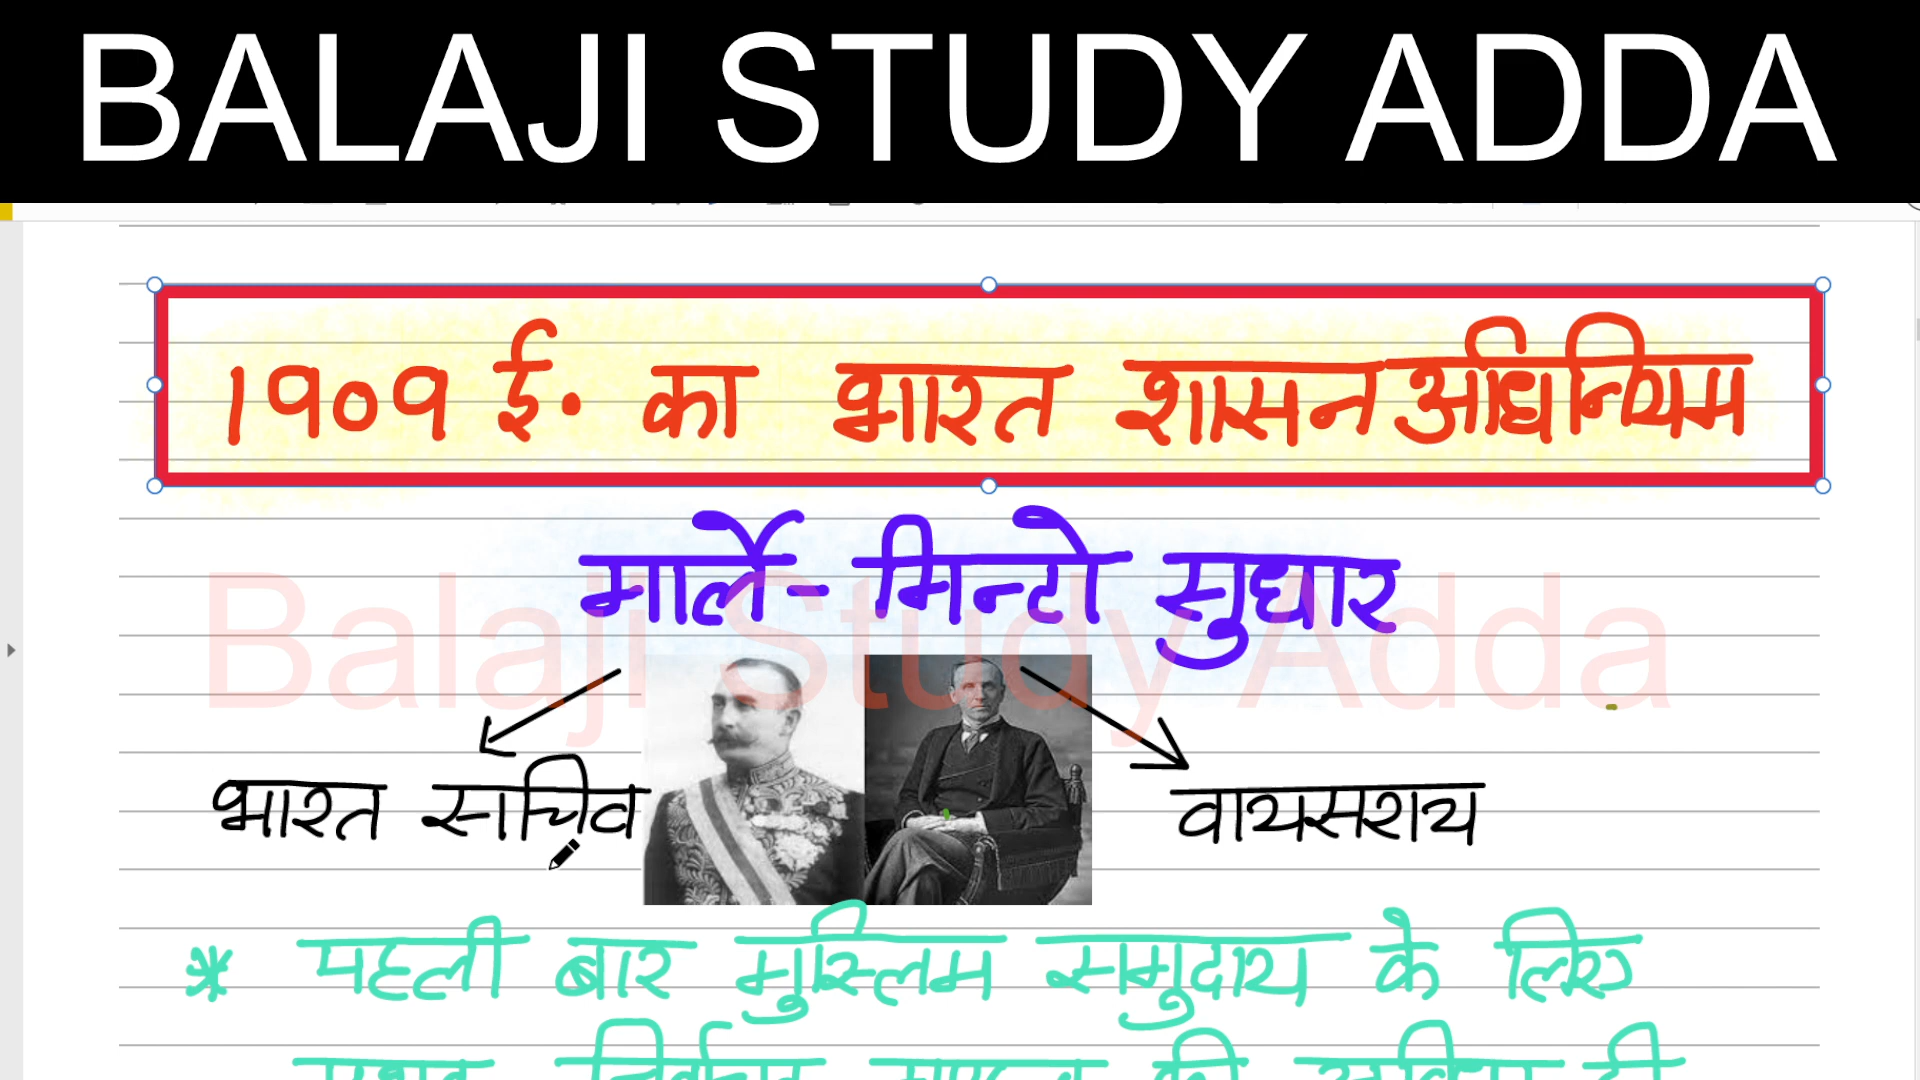 BALAJI STUDY ADDA
1909 ई. का भारत शासन अधिनियम
मार्ले - मिन्टो सुधार
Balaji Study Adda
भारत सचिव
वायसराय
* पहली बार मुस्लिम समुदाय के लिए